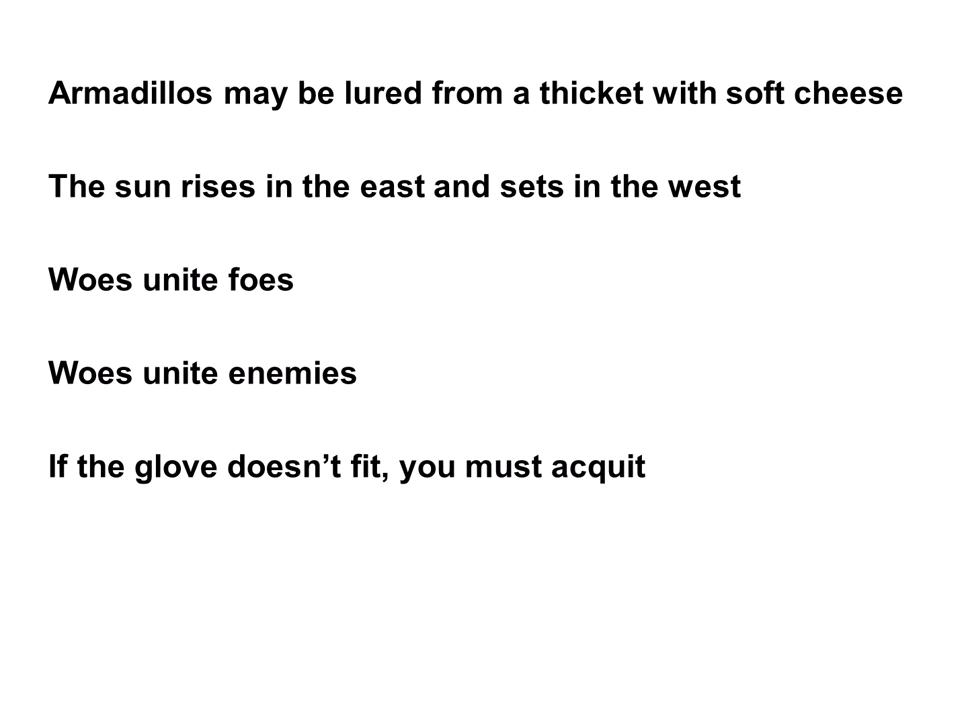 Armadillos may be lured from a thicket with soft cheese
The sun rises in the east and sets in the west
Woes unite foes
Woes unite enemies
If the glove doesn’t fit, you must acquit